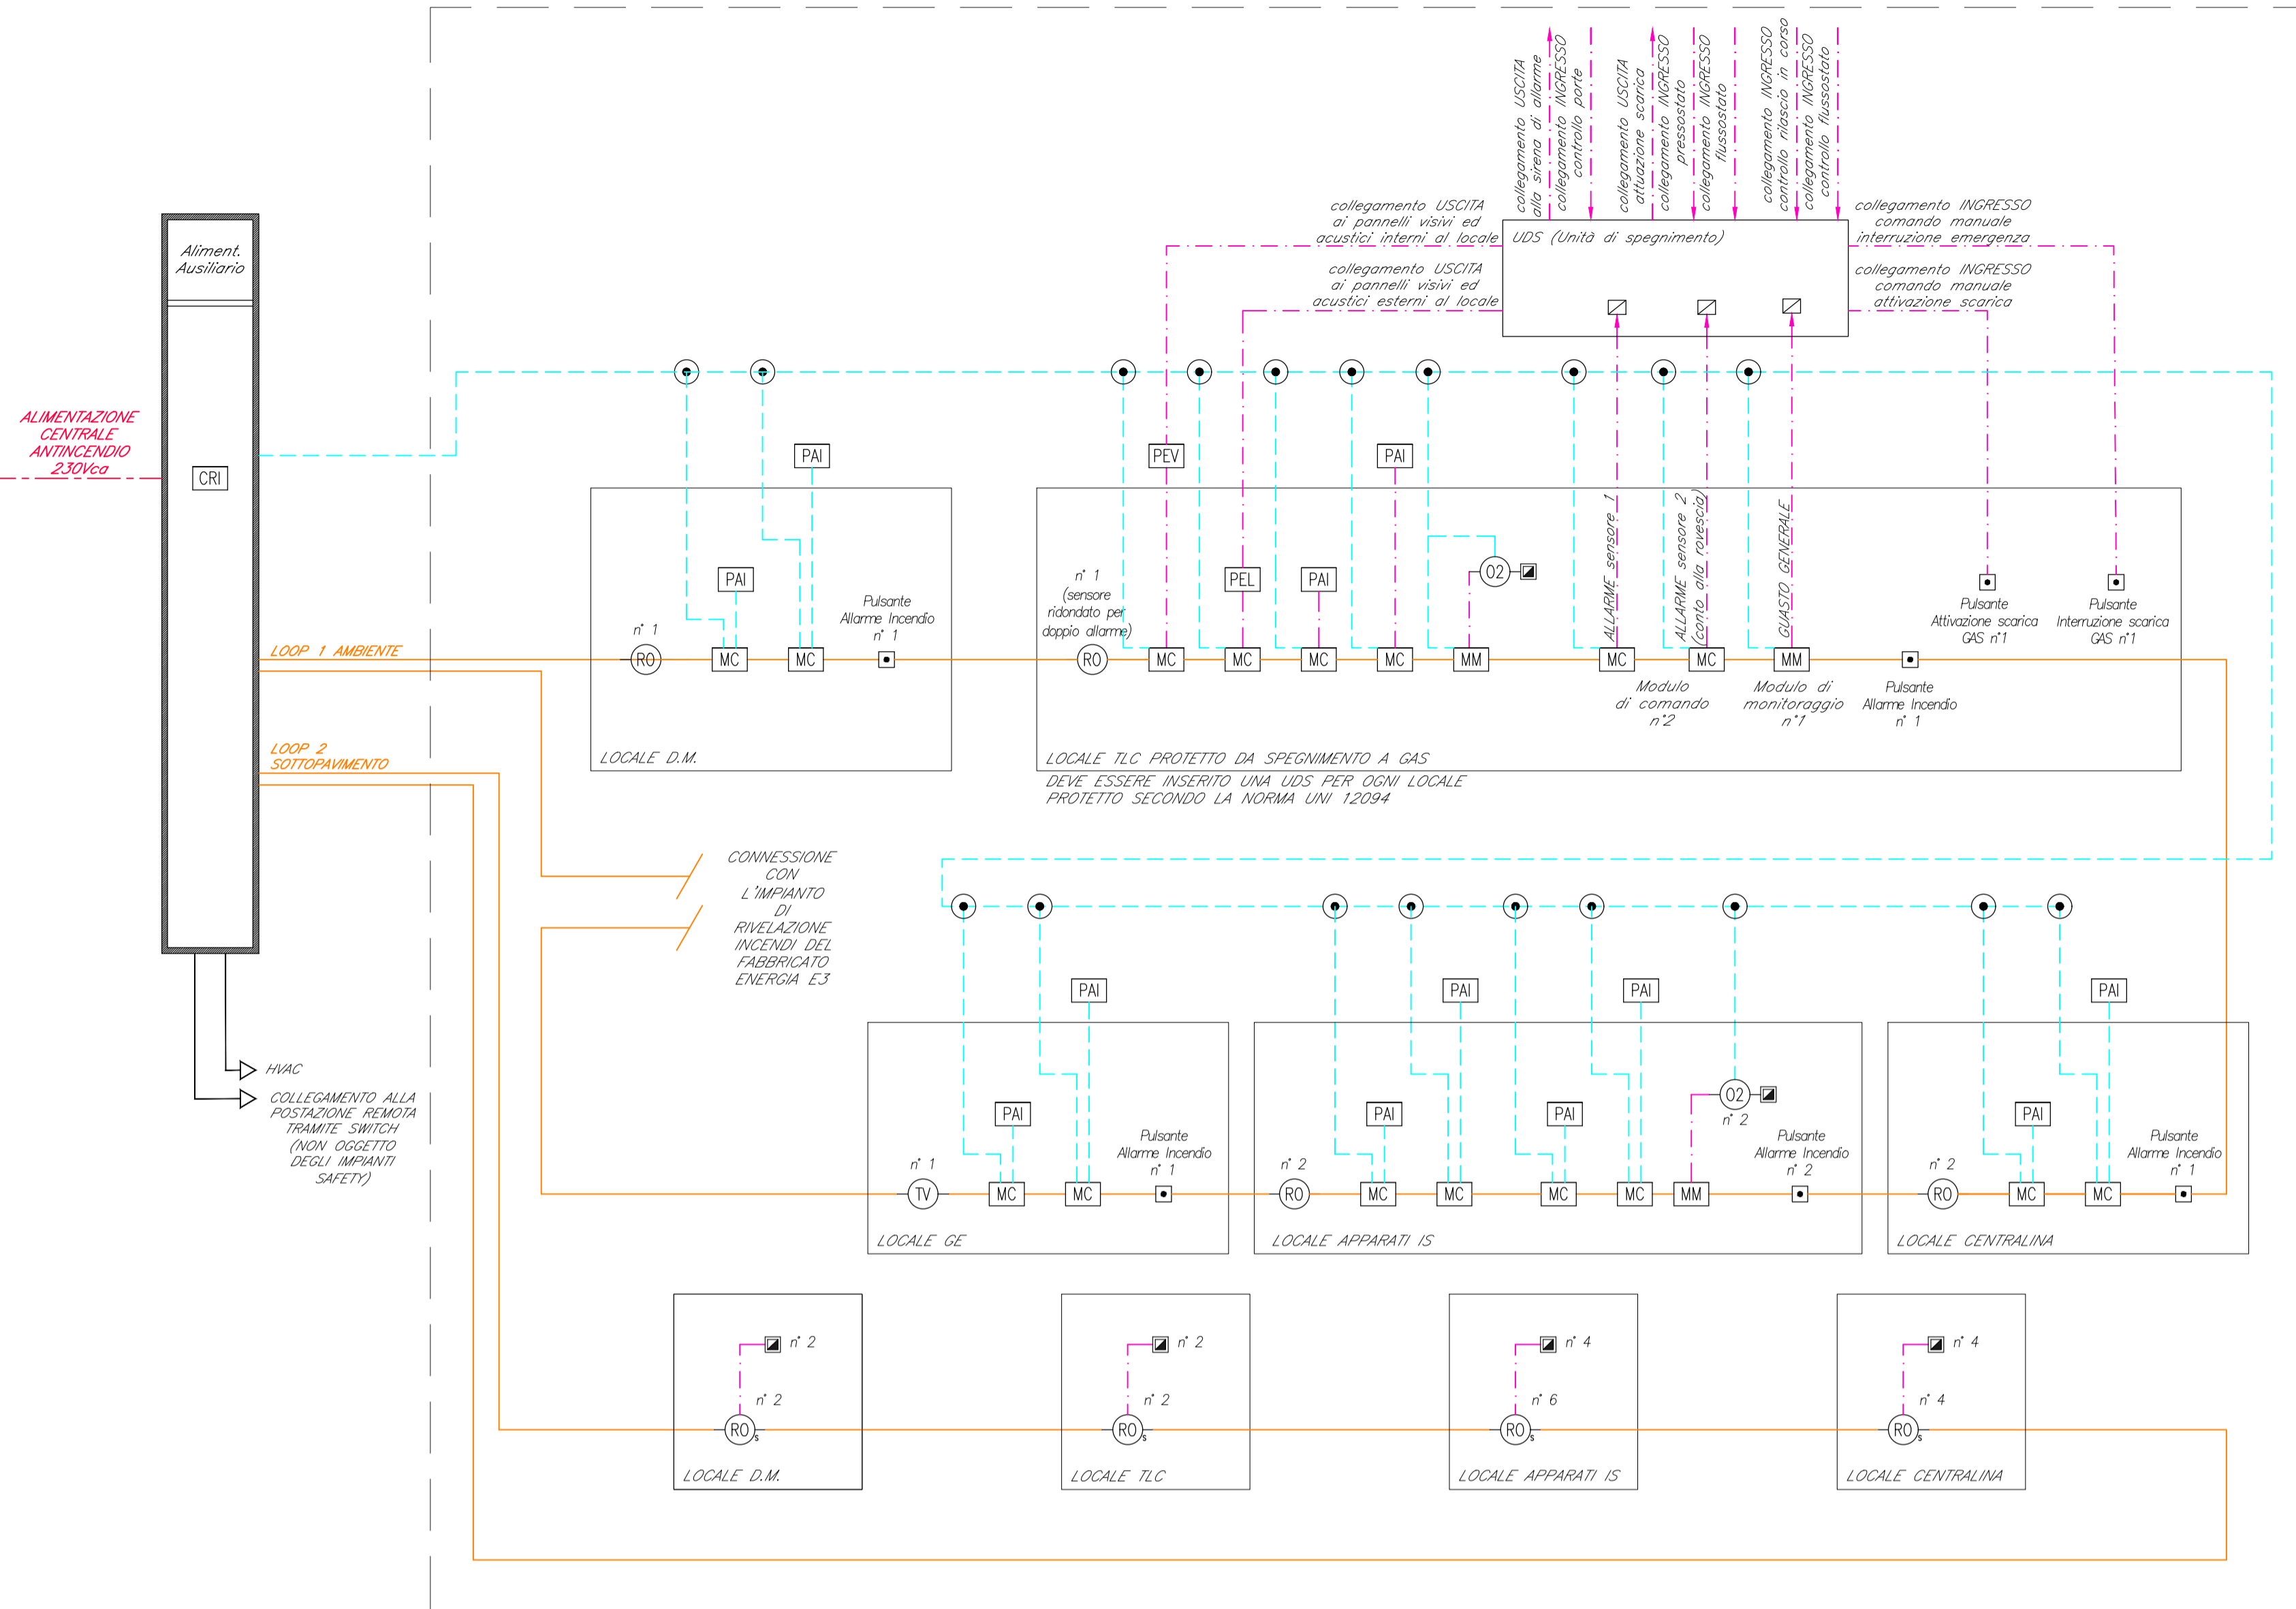 collegamento USCITA
alla sirena di allarme
collegamento INGRESSO
controllo porte
collegamento USCITA
attuazione scarica
collegamento INGRESSO
pressostato
collegamento INGRESSO
flussostato
collegamento INGRESSO
controllo rilascio in corso
collegamento INGRESSO
controllo flussostato
collegamento USCITA
ai pannelli visivi ed
acustici interni al locale
collegamento USCITA
ai pannelli visivi ed
acustici esterni al locale
UDS (Unità di spegnimento)
collegamento INGRESSO
comando manuale
interruzione emergenza
collegamento INGRESSO
comando manuale
attivazione scarica
Aliment.
Ausiliario
ALIMENTAZIONE
CENTRALE
ANTINCENDIO
230Vca
CRI
PAI
PAI
n° 1
RO
MC
MC
Pulsante
Allarme Incendio
n° 1
LOCALE D.M.
PEV
PAI
n° 1
(sensore
ridondato per
doppio allarme)
PEL
PAI
O2
ALLARME sensore 1
ALLARME sensore 2
(conto alla rovescia)
GUASTO GENERALE
RO
MC
MC
MC
MC
MM
MC
MC
MM
Modulo
di comando
n°2
Modulo di
monitoraggio
n°1
Pulsante
Allarme Incendio
n° 1
Pulsante
Attivazione scarica
GAS n°1
Pulsante
Interruzione scarica
GAS n°1
LOCALE TLC PROTETTO DA SPEGNIMENTO A GAS
DEVE ESSERE INSERITO UNA UDS PER OGNI LOCALE
PROTETTO SECONDO LA NORMA UNI 12094
LOOP 1 AMBIENTE
LOOP 2
SOTTOPAVIMENTO
CONNESSIONE
CON
L'IMPIANTO
DI
RIVELAZIONE
INCENDI DEL
FABBRICATO
ENERGIA E3
HVAC
COLLEGAMENTO ALLA
POSTAZIONE REMOTA
TRAMITE SWITCH
(NON OGGETTO
DEGLI IMPIANTI
SAFETY)
PAI
PAI
n° 1
TV
MC
MC
Pulsante
Allarme Incendio
n° 1
LOCALE GE
PAI
PAI
PAI
PAI
O2
n° 2
n° 2
RO
MC
MC
MC
MC
MM
Pulsante
Allarme Incendio
n° 2
LOCALE APPARATI IS
PAI
PAI
n° 2
RO
MC
MC
Pulsante
Allarme Incendio
n° 1
LOCALE CENTRALINA
n° 2
n° 2
RO s
LOCALE D.M.
n° 2
n° 2
RO s
LOCALE TLC
n° 4
n° 6
RO s
LOCALE APPARATI IS
n° 4
n° 4
RO s
LOCALE CENTRALINA